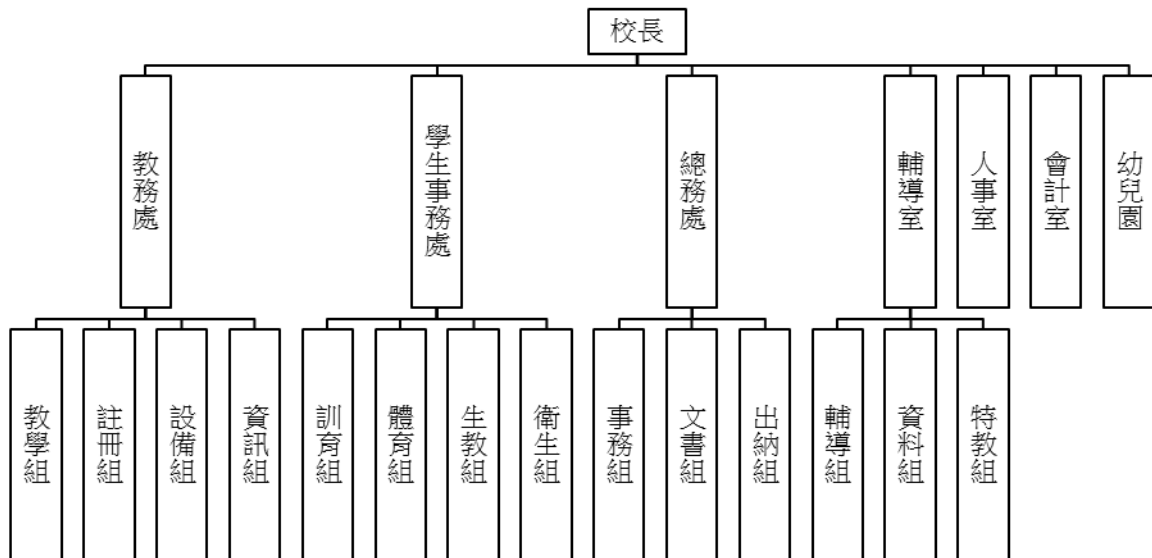 校長
教務處
學生事務處
總務處
輔導室
人事室
會計室
幼兒園
教學組
註冊組
設備組
資訊組
訓育組
體育組
生教組
衛生組
事務組
文書組
出納組
輔導組
資料組
特教組